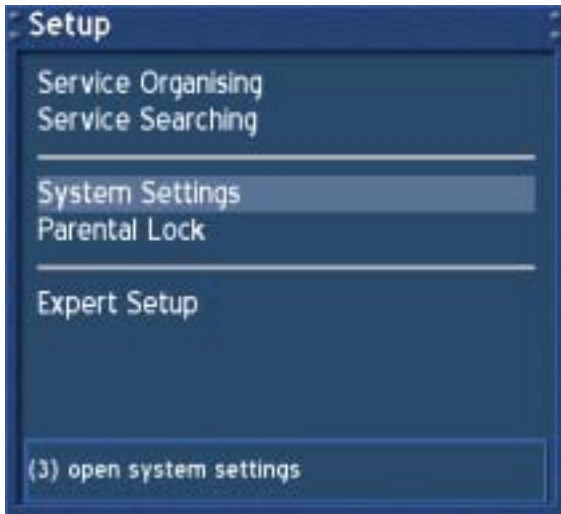 Setup
Service Organising
Service Searching
System Settings
Parental Lock
Expert Setup
(3) open system settings